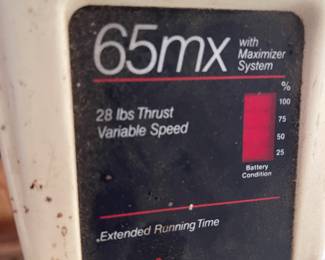 65mx
with
Maximizer
System
28 lbs Thrust
Variable Speed
%
100
75
50
25
Battery
Condition
Extended Running Time